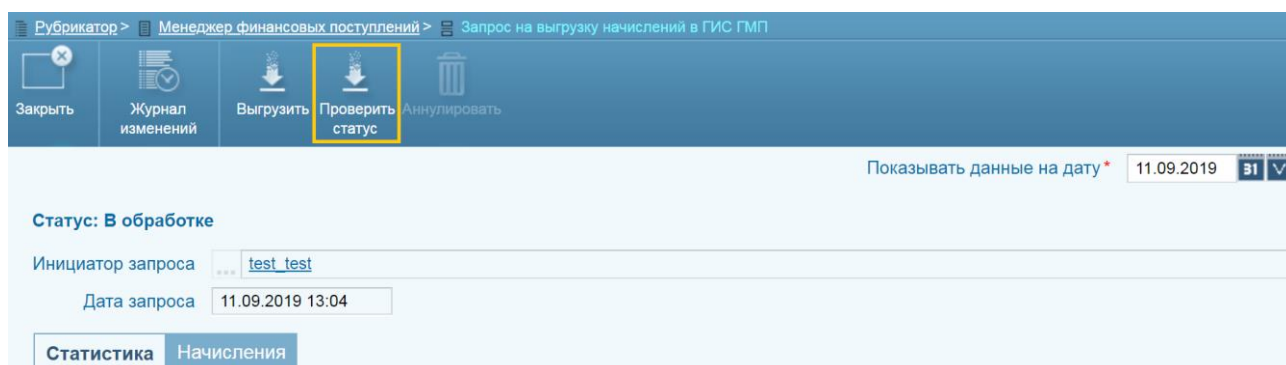 Рубрикатор > Менеджер финансовых поступлений > Запрос на выгрузку начислений в ГИС ГМП
Закрыть
Журнал изменений
Выгрузить
Проверить статус
Аннулировать
Показывать данные на дату * 11.09.2019 31
Статус: В обработке
Инициатор запроса ... test_test
Дата запроса 11.09.2019 13:04
Статистика Начисления